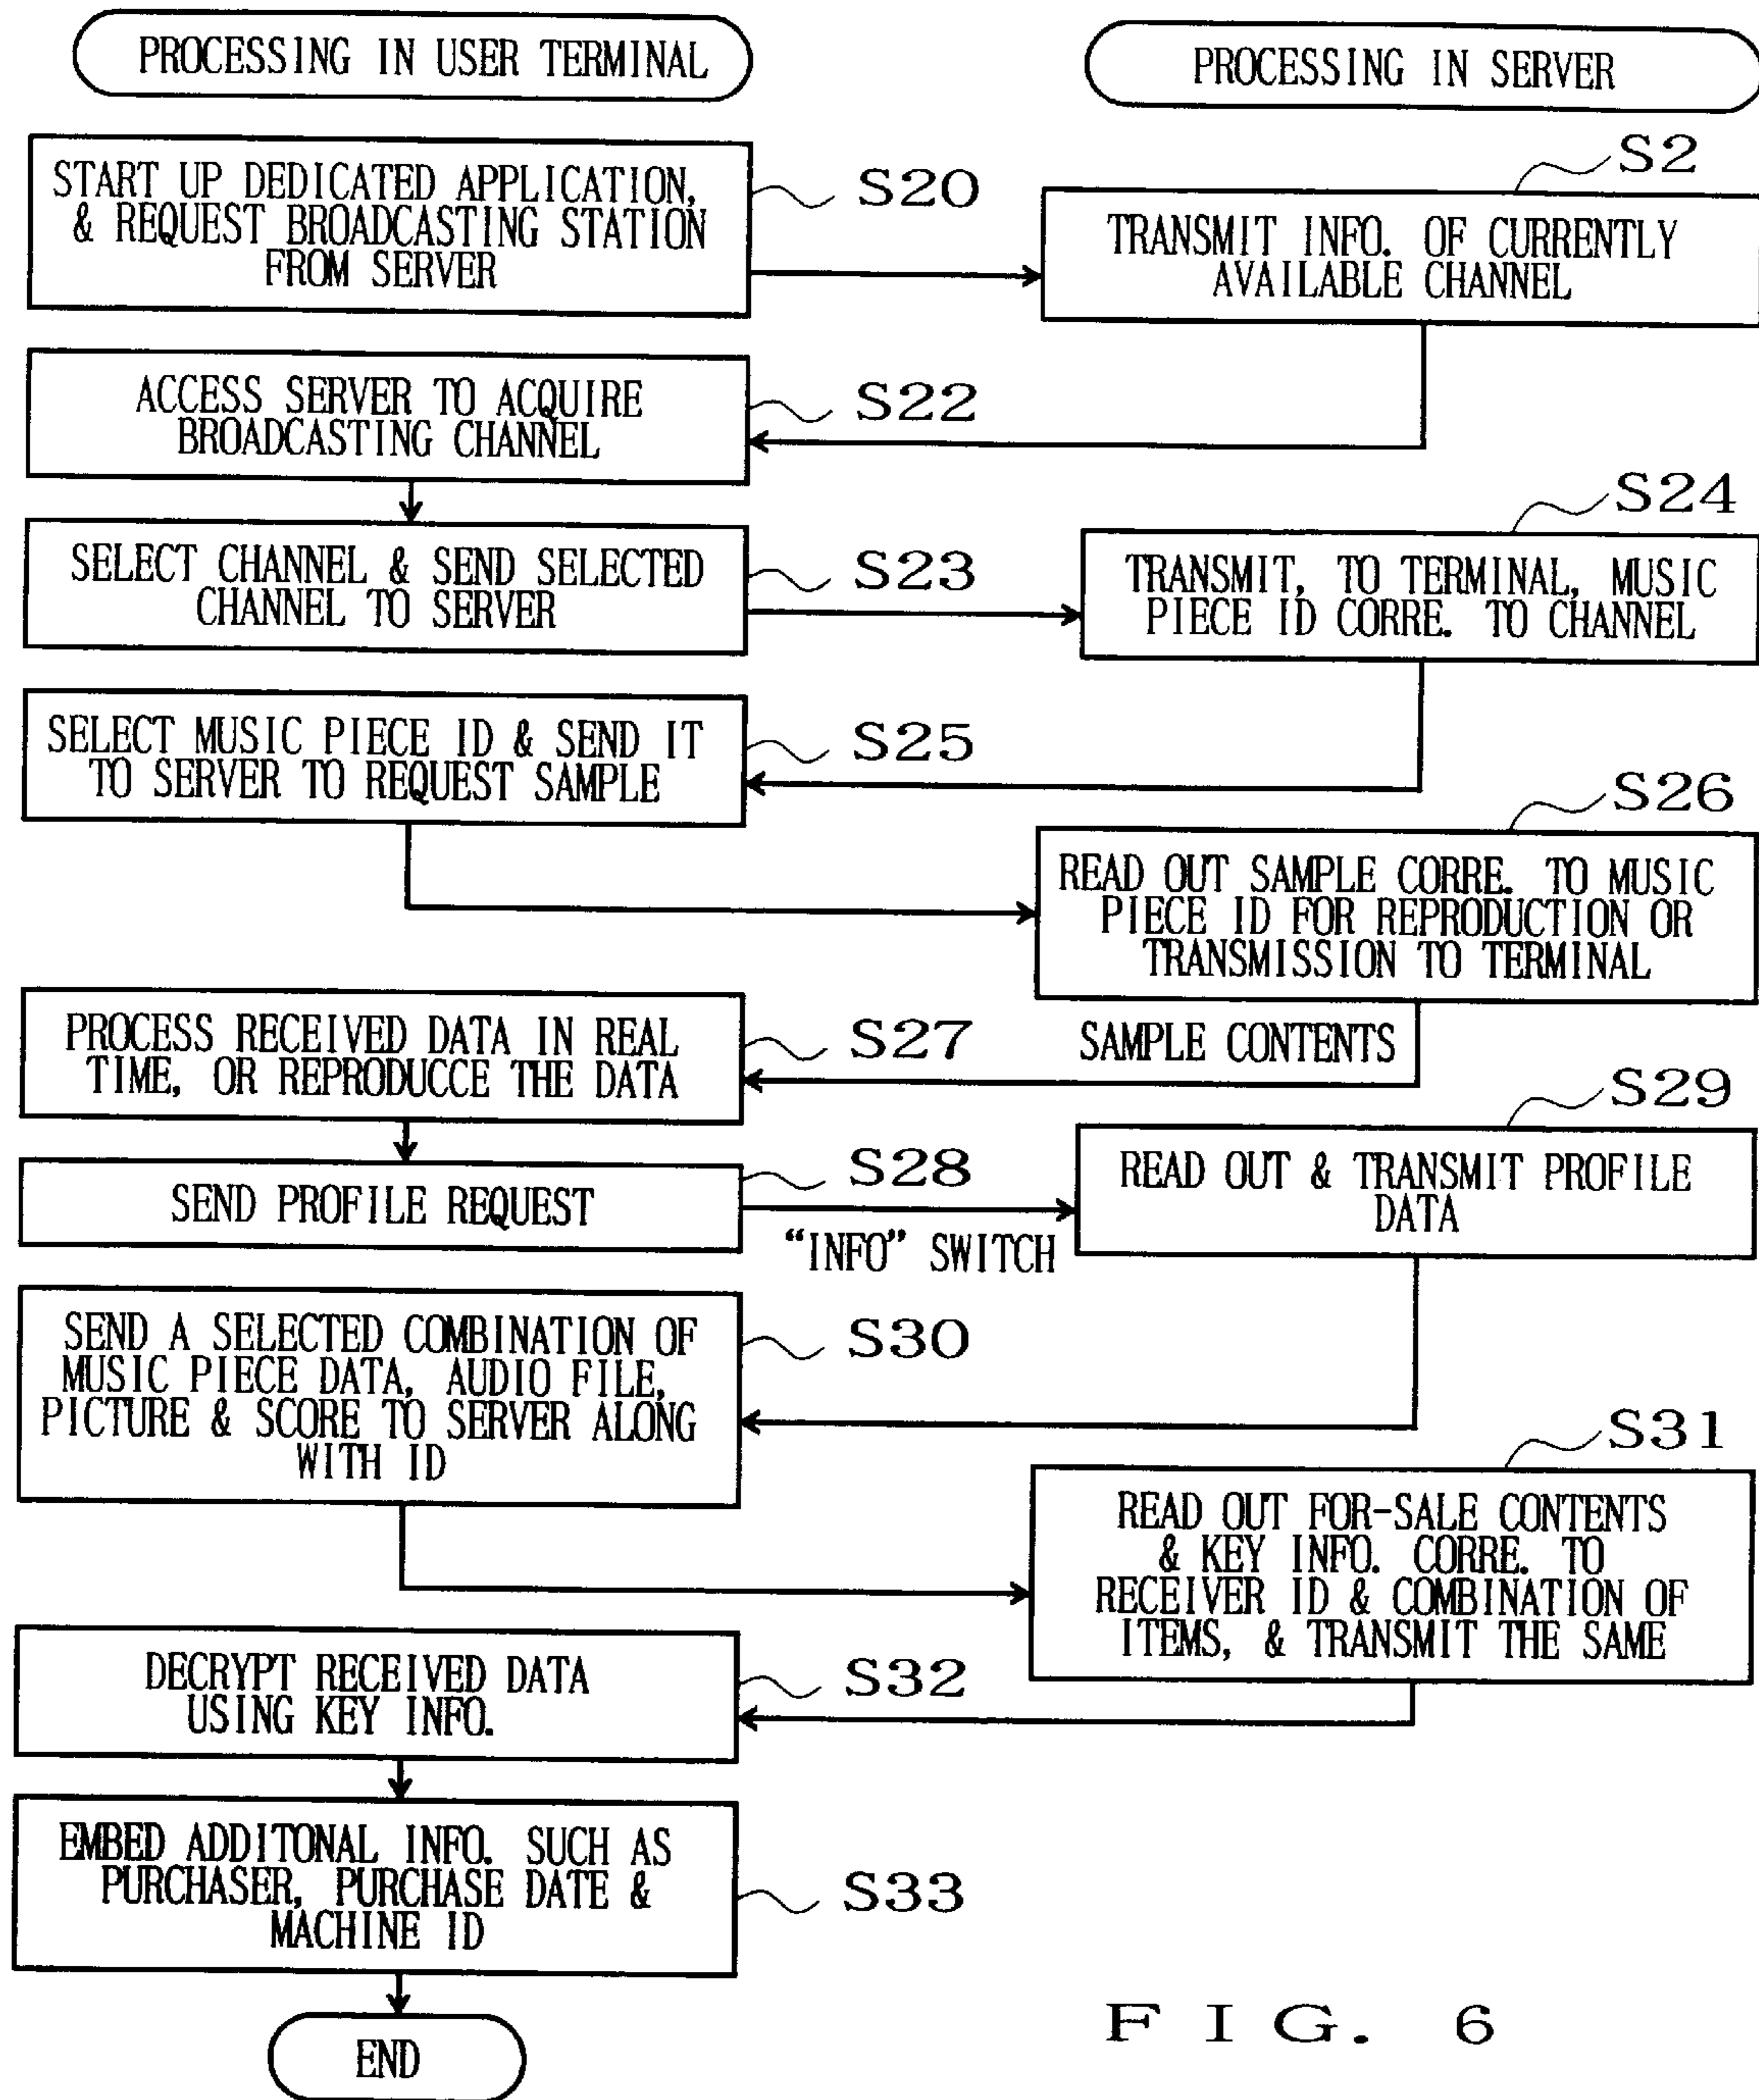 PROCESSING IN USER TERMINAL
PROCESSING IN SERVER
START UP DEDICATED APPLICATION,
& REQUEST BROADCASTING STATION
FROM SERVER
S20
S2
TRANSMIT INFO. OF CURRENTLY
AVAILABLE CHANNEL
ACCESS SERVER TO ACQUIRE
BROADCASTING CHANNEL
S22
SELECT CHANNEL & SEND SELECTED
CHANNEL TO SERVER
S23
S24
TRANSMIT, TO TERMINAL, MUSIC
PIECE ID CORRE. TO CHANNEL
SELECT MUSIC PIECE ID & SEND IT
TO SERVER TO REQUEST SAMPLE
S25
S26
READ OUT SAMPLE CORRE. TO MUSIC
PIECE ID FOR REPRODUCTION OR
TRANSMISSION TO TERMINAL
PROCESS RECEIVED DATA IN REAL
TIME, OR REPRODUCCE THE DATA
S27
SAMPLE CONTENTS
SEND PROFILE REQUEST
S28
"INFO" SWITCH
S29
READ OUT & TRANSMIT PROFILE
DATA
SEND A SELECTED COMBINATION OF
MUSIC PIECE DATA, AUDIO FILE,
PICTURE & SCORE TO SERVER ALONG
WITH ID
S30
S31
READ OUT FOR-SALE CONTENTS
& KEY INFO. CORRE. TO
RECEIVER ID & COMBINATION OF
ITEMS, & TRANSMIT THE SAME
DECRYPT RECEIVED DATA
USING KEY INFO.
S32
EMBED ADDITONAL INFO. SUCH AS
PURCHASER, PURCHASE DATE &
MACHINE ID
S33
END
FIG. 6